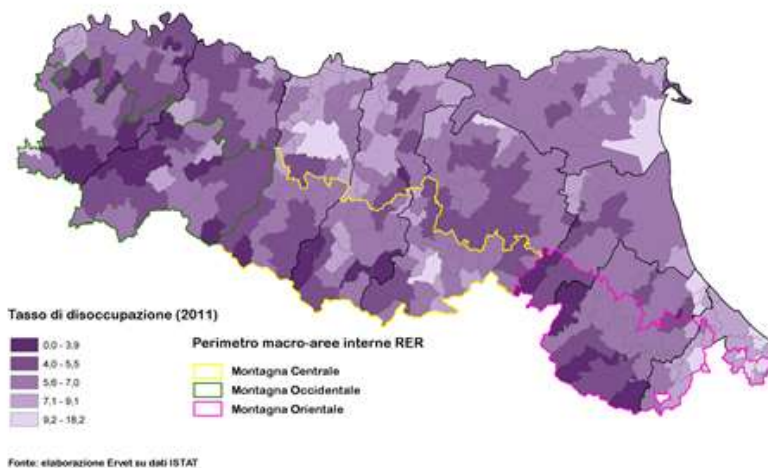 Tasso di disoccupazione (2011)
0,0 - 3,9
4,0 - 5,5
5,6 - 7,0
7,1 - 9,1
9,2 - 18,2
Perimetro macro-aree interne RER
Montagna Centrale
Montagna Occidentale
Montagna Orientale
Fonte: elaborazione Ervet su dati ISTAT